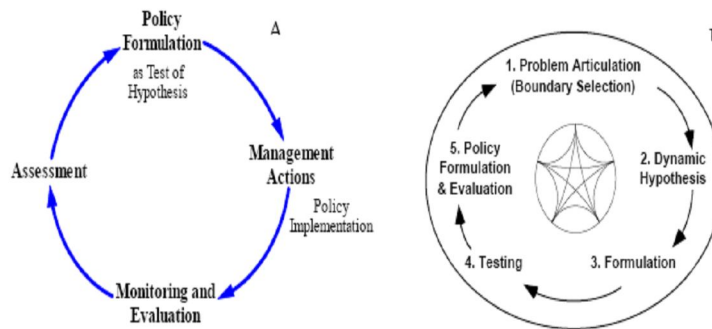 Policy
Formulation
as Test of
Hypothesis
A
Management
Actions
Policy
Implementation
Monitoring and
Evaluation
Assessment
1. Problem Articulation
(Boundary Selection)
2. Dynamic
Hypothesis
3. Formulation
4. Testing
5. Policy
Formulation
& Evaluation